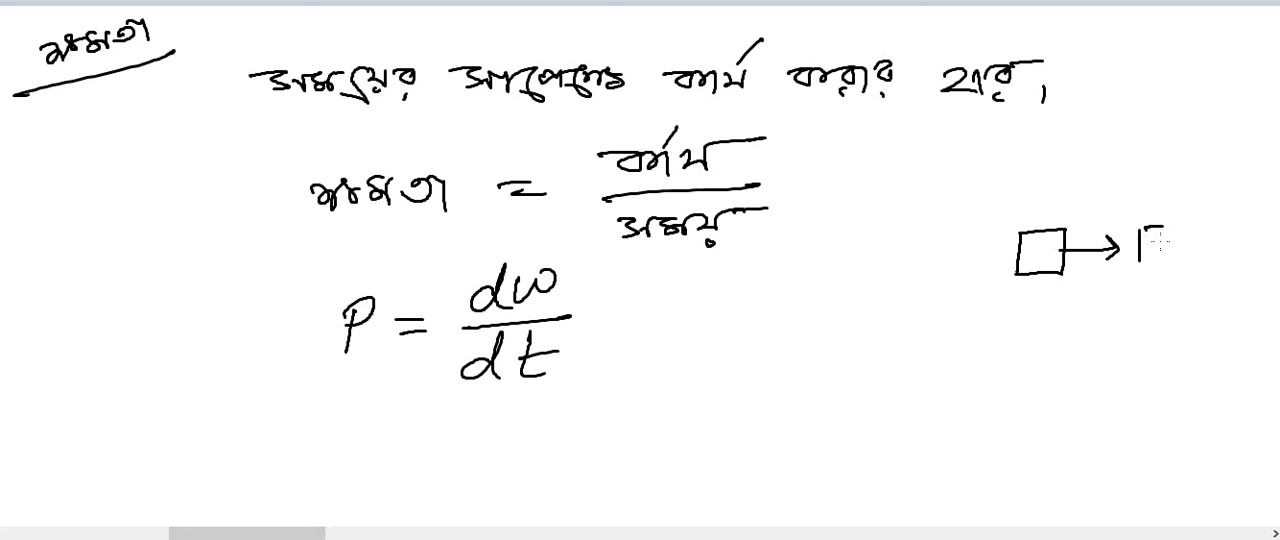 ক্ষমতা
সময়ের সাপেক্ষে কার্য করার হার।
ক্ষমতা = কার্য / সময়
P = dw / dt
F